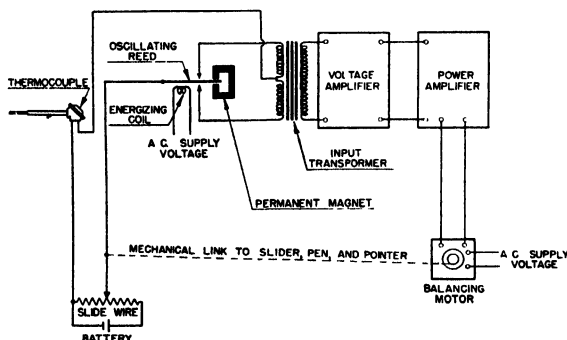 OSCILLATING
REED
THERMOCOUPLE
ENERGIZING
COIL
A C. SUPPLY
VOLTAGE
VOLTAGE
AMPLIFIER
POWER
AMPLIFIER
INPUT
TRANSFORMER
PERMANENT MAGNET
MECHANICAL LINK TO SLIDER, PEN, AND POINTER
A C SUPPLY
VOLTAGE
BALANCING
MOTOR
SLIDE WIRE
BATTERY